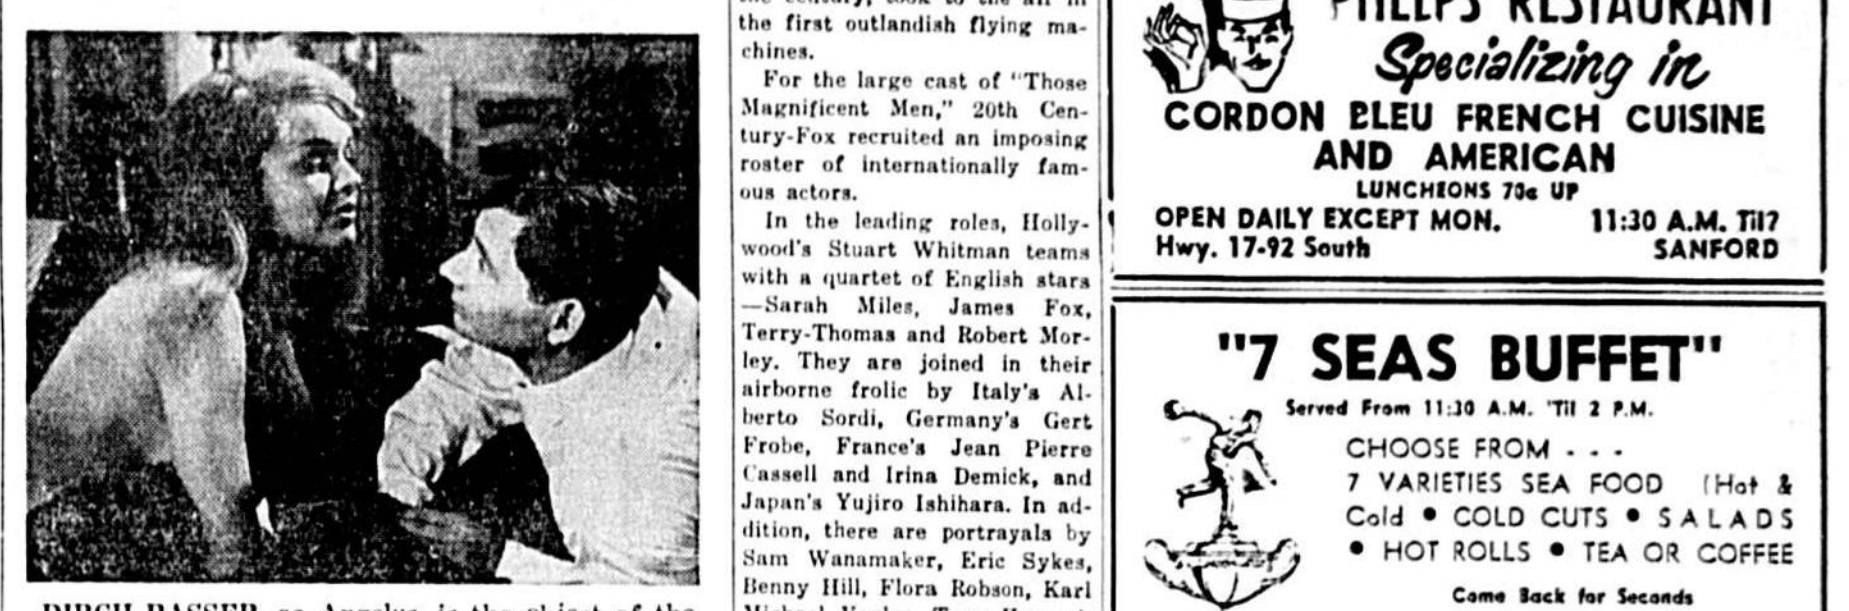 the first outlandish flying ma-
chines.
For the large cast of "Those
Magnificent Men," 20th Cen-
tury-Fox recruited an imposing
roster of internationally fam-
ous actors.
In the leading roles, Holly-
wood's Stuart Whitman teams
with a quartet of English stars
—Sarah Miles, James Fox,
Terry-Thomas and Robert Mor-
ley. They are joined in their
airborne frolic by Italy's Al-
berto Sordi, Germany's Gert
Frobe, France's Jean Pierre
Cassell and Irina Demick, and
Japan's Yujiro Ishihara. In ad-
dition, there are portrayals by
Sam Wanamaker, Eric Sykes,
Benny Hill, Flora Robson, Karl
RESTAURANT
Specializing in
CORDON BLEU FRENCH CUISINE
AND AMERICAN
LUNCHEONS 70¢ UP
OPEN DAILY EXCEPT MON. 11:30 A.M. Til?
Hwy. 17-92 South SANFORD
"7 SEAS BUFFET"
Served From 11:30 A.M. 'Til 2 P.M.
CHOOSE FROM - - -
7 VARIETIES SEA FOOD (Hot &
Cold • COLD CUTS • SALADS
• HOT ROLLS • TEA OR COFFEE
Come Back for Seconds